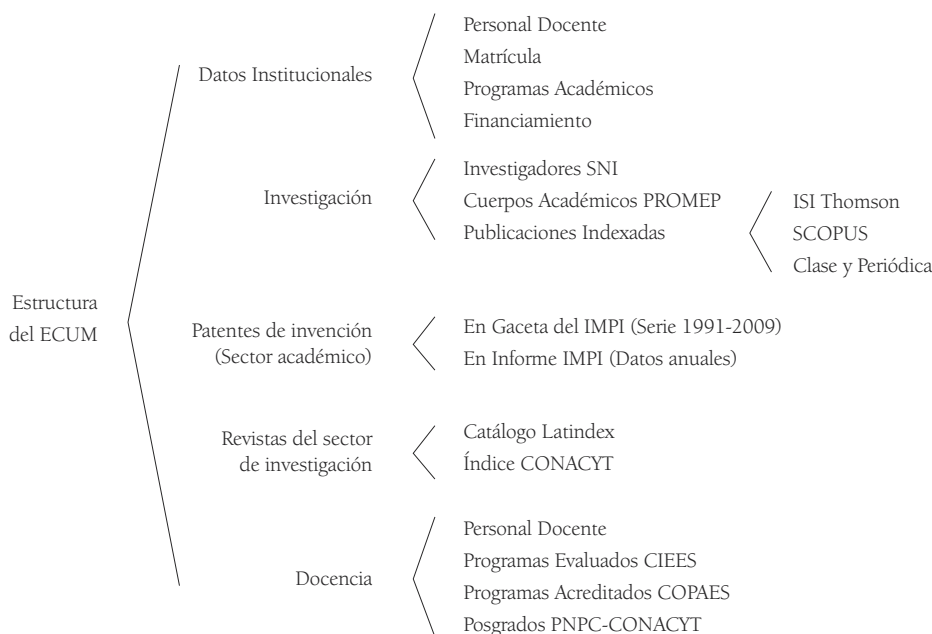 Estructura
del ECUM
Datos Institucionales
Personal Docente
Matrícula
Programas Académicos
Financiamiento
Investigación
Investigadores SNI
Cuerpos Académicos PROMEP
Publicaciones Indexadas
ISI Thomson
SCOPUS
Clase y Periódica
Patentes de invención
(Sector académico)
En Gaceta del IMPI (Serie 1991-2009)
En Informe IMPI (Datos anuales)
Revistas del sector
de investigación
Catálogo Latindex
Índice CONACYT
Docencia
Personal Docente
Programas Evaluados CIEES
Programas Acreditados COPAES
Posgrados PNPC-CONACYT